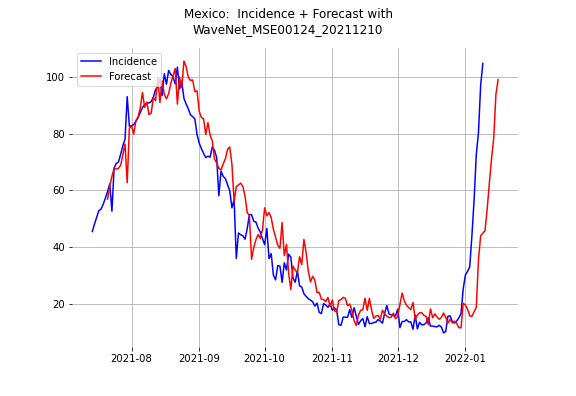 Mexico:  Incidence + Forecast with
WaveNet_MSE00124_20211210
Incidence
Forecast
100
80
60
40
20
2021-08
2021-09
2021-10
2021-11
2021-12
2022-01